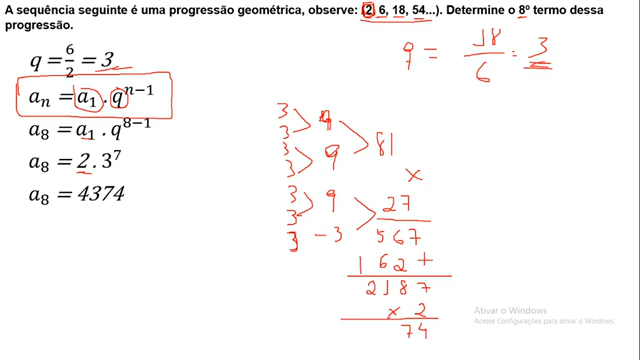 A sequência seguinte é uma progressão geométrica, observe: (2, 6, 18, 54...). Determine o 8º termo dessa
progressão.
q = 6/2 = 3
q = 18/6 = 3
aₙ = a₁ . qⁿ⁻¹
a₈ = a₁ . q⁸⁻¹
a₈ = 2 . 3⁷
a₈ = 4374
3
3
9
3
3
9
81
×
3
3
9
27
3 - 3
567
162+
2187
× 2
74
Ativar o Windows
Acesse Configurações para ativar o Windows.